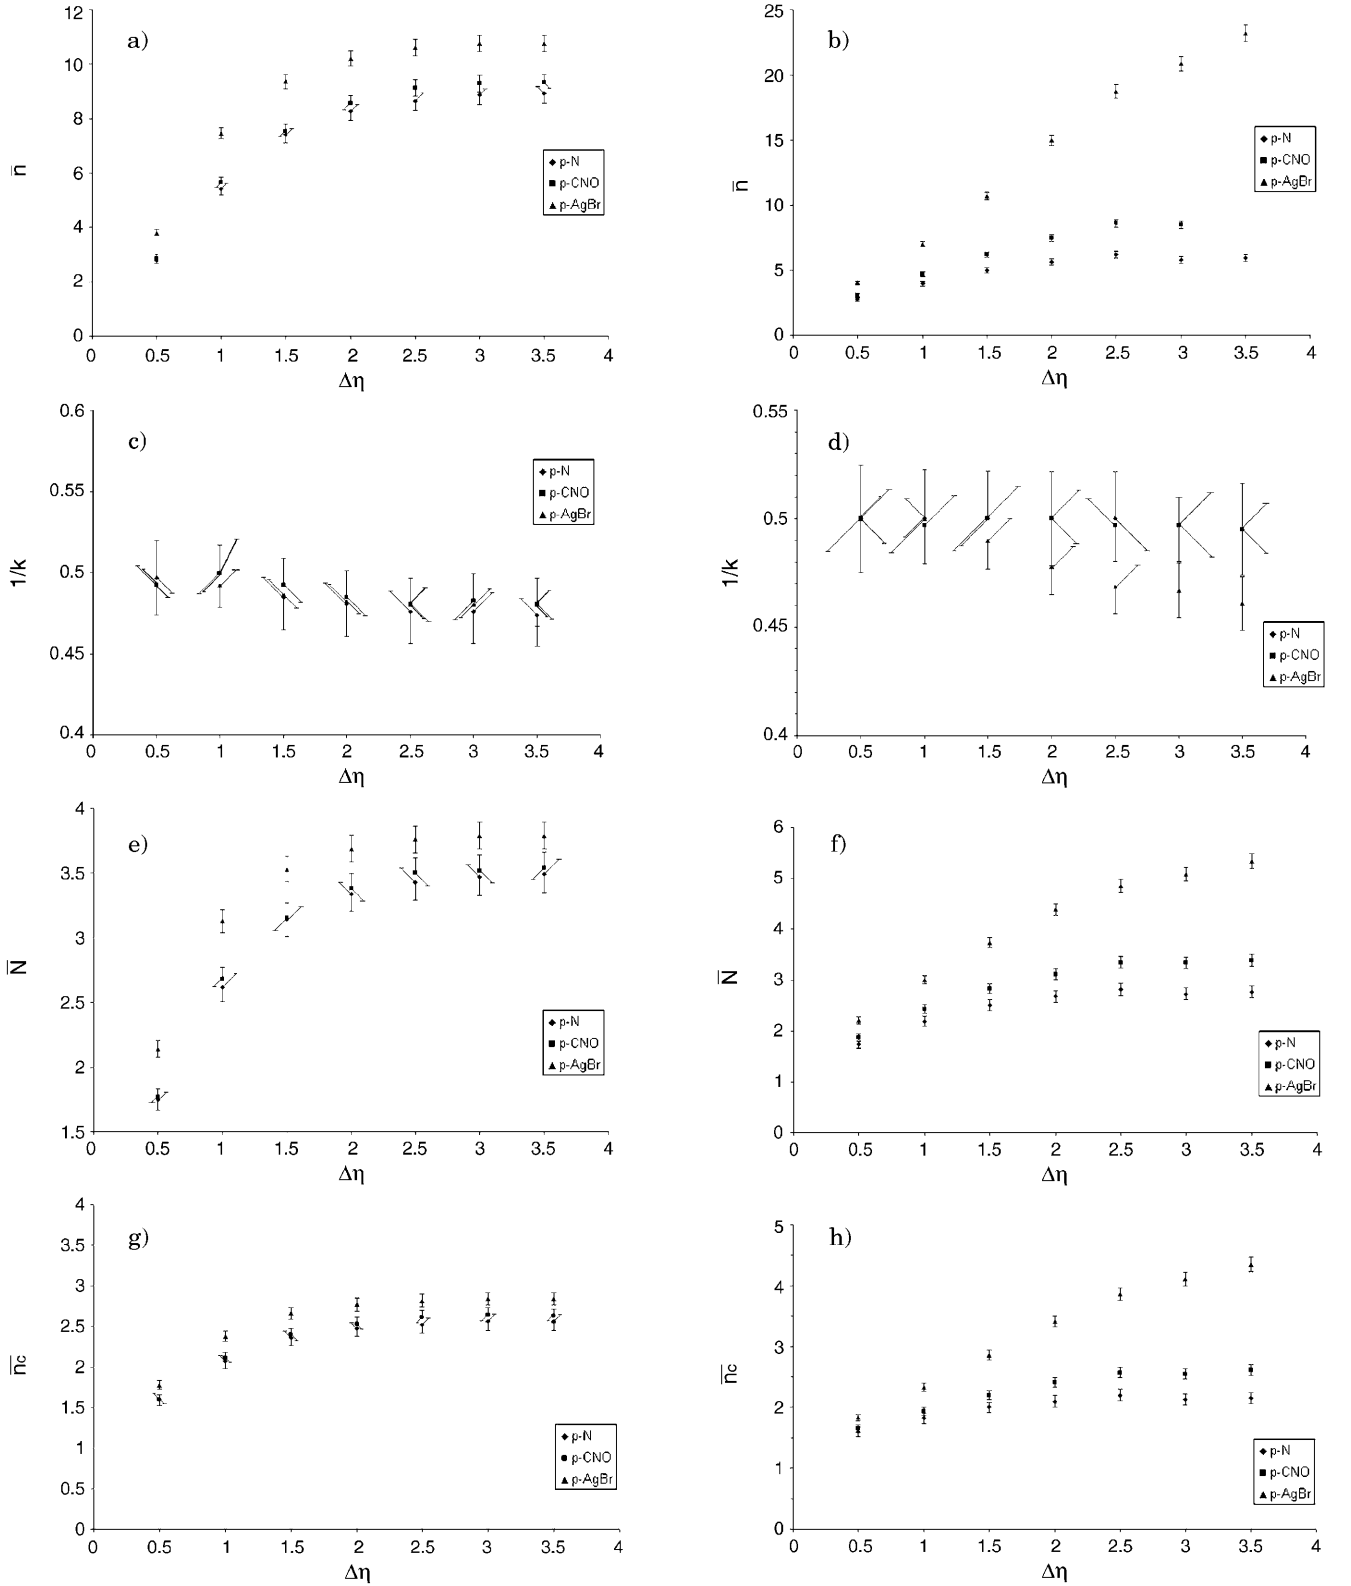 a)
12
10
8
6
4
2
0
n̅
0 0.5 1 1.5 2 2.5 3 3.5 4
Δη
p-N
p-CNO
p-AgBr
b)
25
20
15
10
5
0
n̅
0 0.5 1 1.5 2 2.5 3 3.5 4
Δη
p-N
p-CNO
p-AgBr
c)
0.6
0.55
0.5
0.45
0.4
1/k
0 0.5 1 1.5 2 2.5 3 3.5 4
Δη
p-N
p-CNO
p-AgBr
d)
0.55
0.5
0.45
0.4
1/k
0 0.5 1 1.5 2 2.5 3 3.5 4
Δη
p-N
p-CNO
p-AgBr
e)
4
3.5
3
2.5
2
1.5
N̅
0 0.5 1 1.5 2 2.5 3 3.5 4
Δη
p-N
p-CNO
p-AgBr
f)
6
5
4
3
2
1
0
N̅
0 0.5 1 1.5 2 2.5 3 3.5 4
Δη
p-N
p-CNO
p-AgBr
g)
4
3.5
3
2.5
2
1.5
1
0.5
0
n̅c
0 0.5 1 1.5 2 2.5 3 3.5 4
Δη
p-N
p-CNO
p-AgBr
h)
5
4
3
2
1
0
n̅c
0 0.5 1 1.5 2 2.5 3 3.5 4
Δη
p-N
p-CNO
p-AgBr